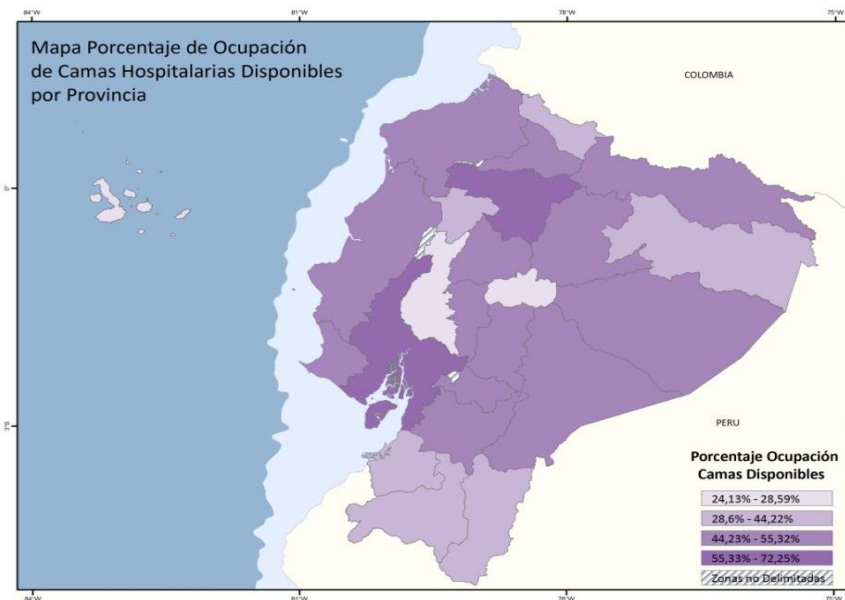 84°W 81°W 78°W 75°W
Mapa Porcentaje de Ocupación
de Camas Hospitalarias Disponibles
por Provincia
COLOMBIA
0°
3°S
PERU
Porcentaje Ocupación
Camas Disponibles
24,13% - 28,59%
28,6% - 44,22%
44,23% - 55,32%
55,33% - 72,25%
Zonas no Delimitadas
84°W 81°W 78°W 75°W